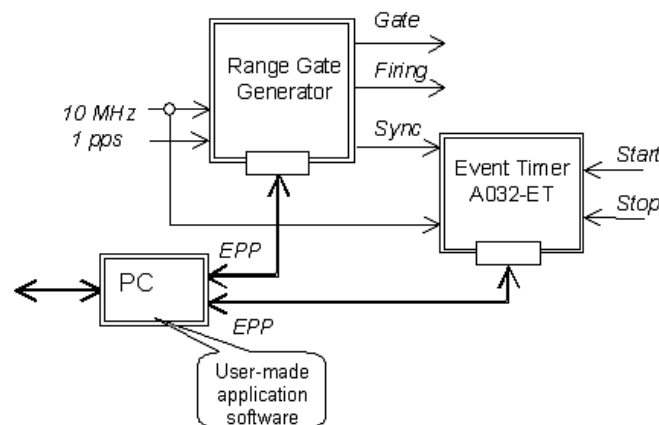 Gate
Range Gate
Generator
Firing
10 MHz
1 pps
Sync
Event Timer
A032-ET
Start
Stop
EPP
PC
EPP
User-made
application
software